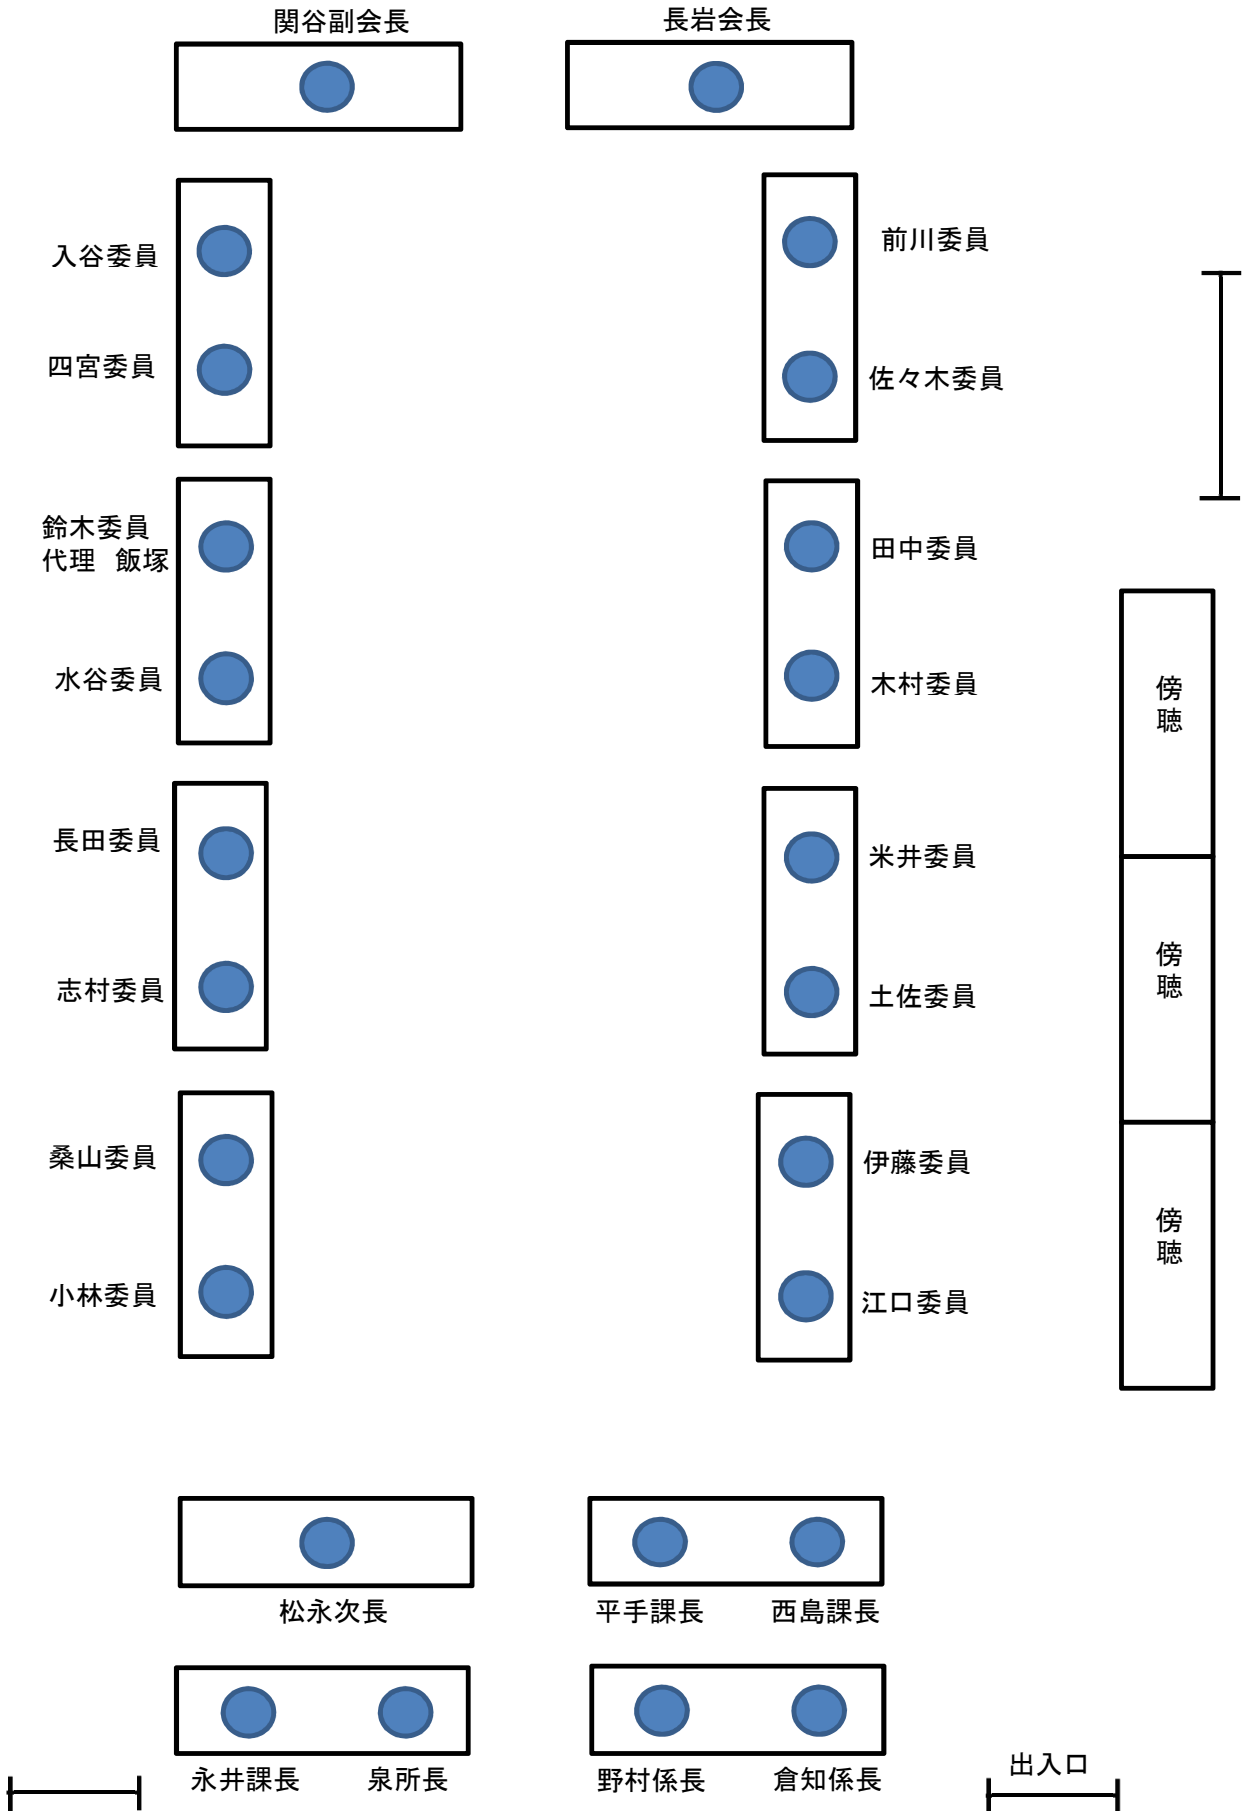 関谷副会長
長岩会長
入谷委員
前川委員
四宮委員
佐々木委員
鈴木委員
代理　飯塚
田中委員
水谷委員
木村委員
傍
聴
長田委員
米井委員
傍
聴
志村委員
土佐委員
桑山委員
伊藤委員
傍
聴
小林委員
江口委員
松永次長
平手課長
西島課長
永井課長
泉所長
野村係長
倉知係長
出入口